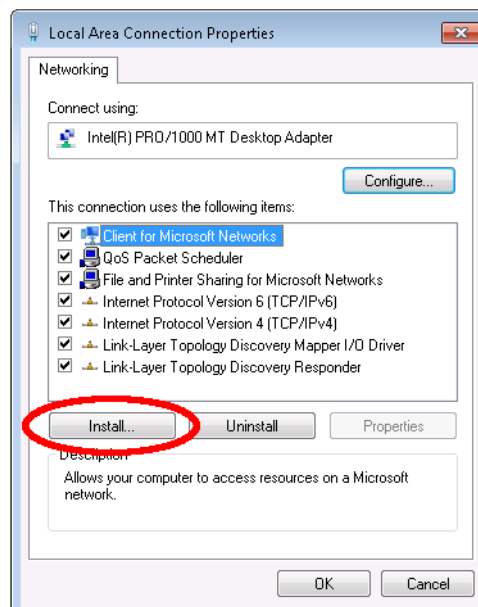 Local Area Connection Properties
Networking
Connect using:
Intel(R) PRO/1000 MT Desktop Adapter
Configure...
This connection uses the following items:
Client for Microsoft Networks
QoS Packet Scheduler
File and Printer Sharing for Microsoft Networks
Internet Protocol Version 6 (TCP/IPv6)
Internet Protocol Version 4 (TCP/IPv4)
Link-Layer Topology Discovery Mapper I/O Driver
Link-Layer Topology Discovery Responder
Install... Uninstall Properties
Description
Allows your computer to access resources on a Microsoft
network.
OK Cancel